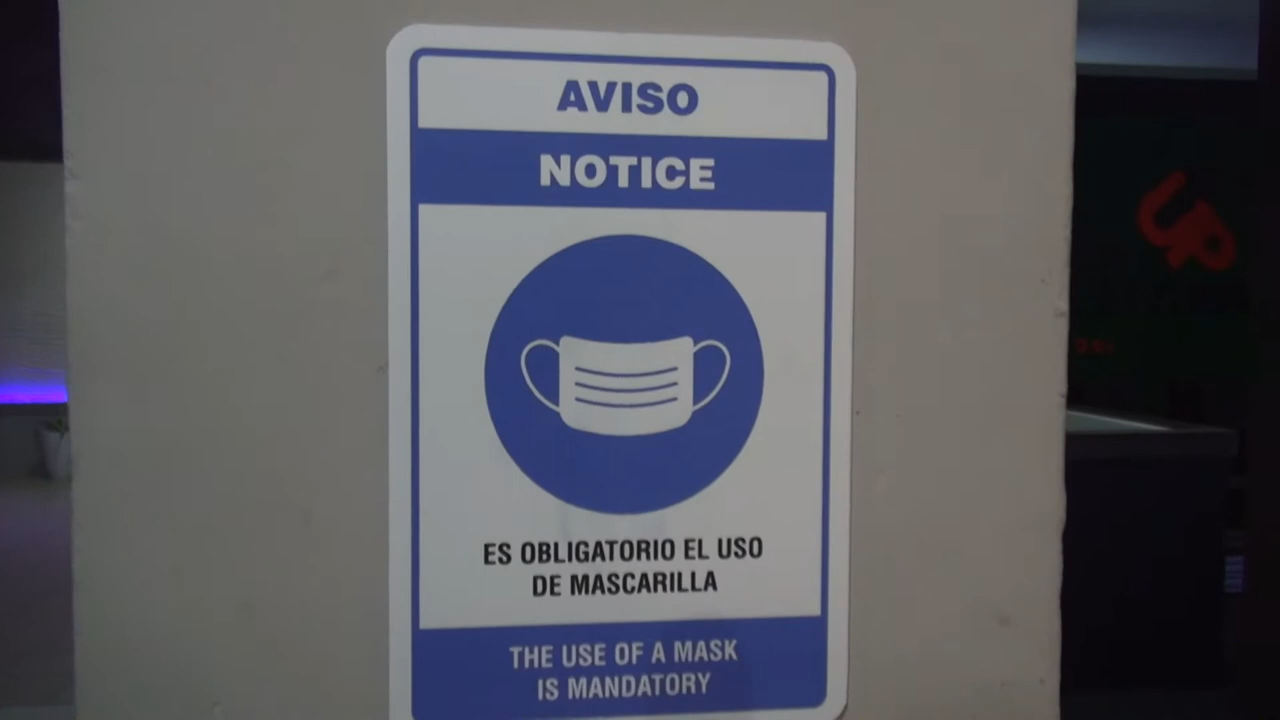 AVISO
NOTICE
ES OBLIGATORIO EL USO
DE MASCARILLA
THE USE OF A MASK
IS MANDATORY
UP